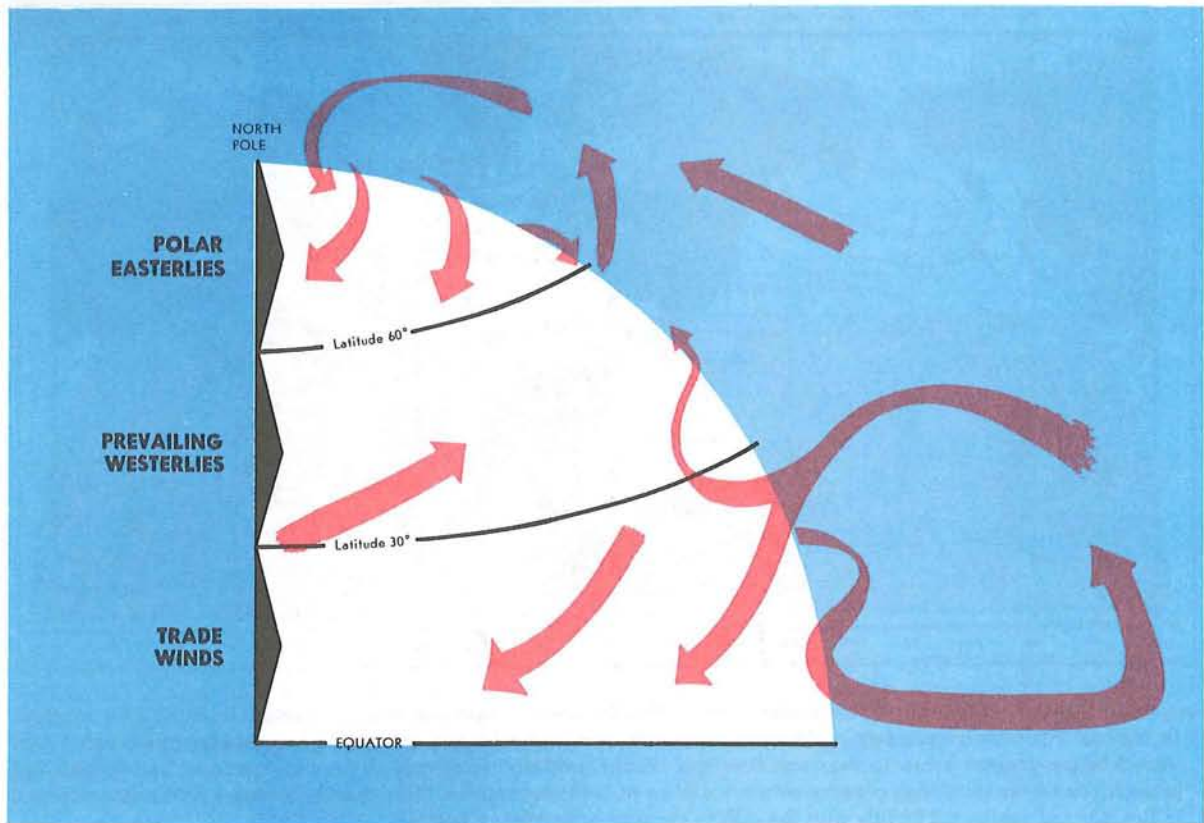 NORTH
POLE
POLAR
EASTERLIES
Latitude 60°
PREVAILING
WESTERLIES
Latitude 30°
TRADE
WINDS
EQUATOR